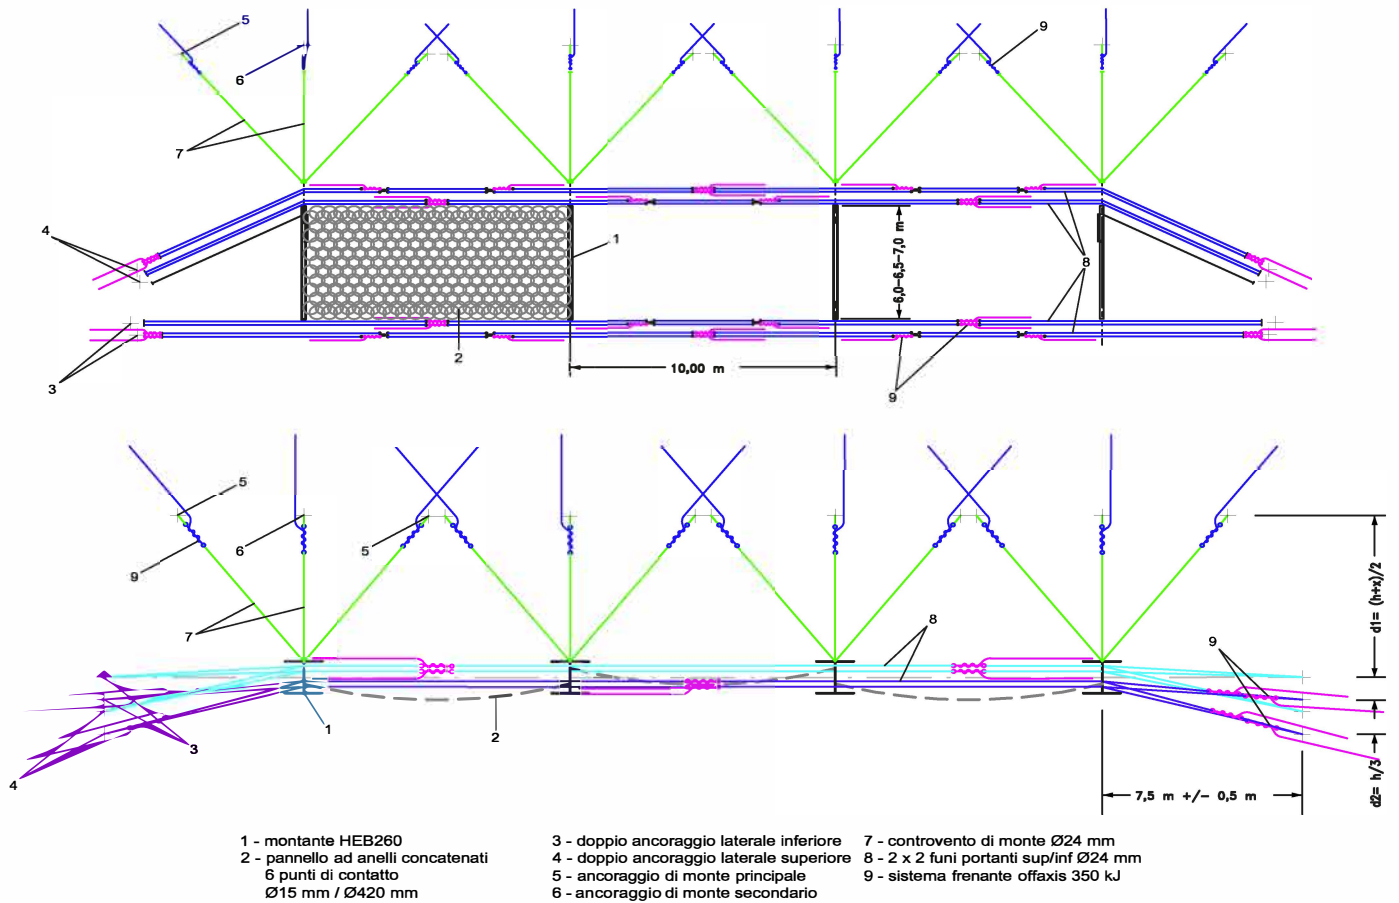 5
6
7
9
4
1
8
6,0–6,5–7,0 m
3
2
10,00 m
9
5
6
5
9
7
8
9
d1= (h+x)/2
1
2
3
4
7,5 m +/- 0,5 m
d2= h/3
1 - montante HEB260
2 - pannello ad anelli concatenati
6 punti di contatto
Ø15 mm / Ø420 mm
3 - doppio ancoraggio laterale inferiore
4 - doppio ancoraggio laterale superiore
5 - ancoraggio di monte principale
6 - ancoraggio di monte secondario
7 - controvento di monte Ø24 mm
8 - 2 x 2 funi portanti sup/inf Ø24 mm
9 - sistema frenante offaxis 350 kJ